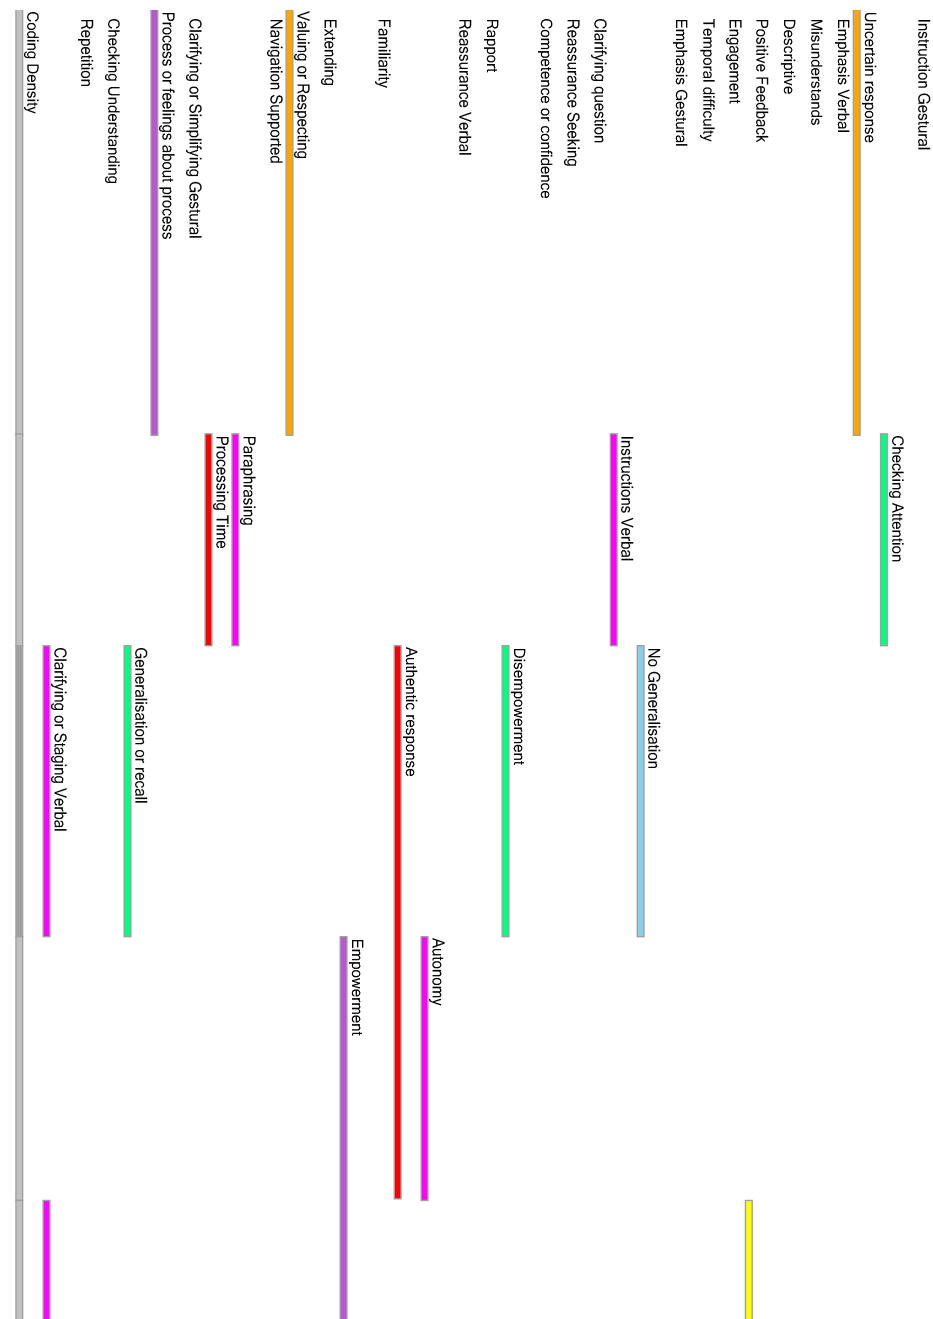 Instruction Gestural
Checking Attention
Uncertain response
Emphasis Verbal
Misunderstands
Descriptive
Positive Feedback
Engagement
Temporal difficulty
Emphasis Gestural
No Generalisation
Instructions Verbal
Clarifying question
Reassurance Seeking
Competence or confidence
Disempowerment
Rapport
Reassurance Verbal
Autonomy
Authentic response
Familiarity
Empowerment
Extending
Valuing or Respecting
Navigation Supported
Paraphrasing
Processing Time
Clarifying or Simplifying Gestural
Process or feelings about process
Generalisation or recall
Checking Understanding
Repetition
Clarifying or Staging Verbal
Coding Density